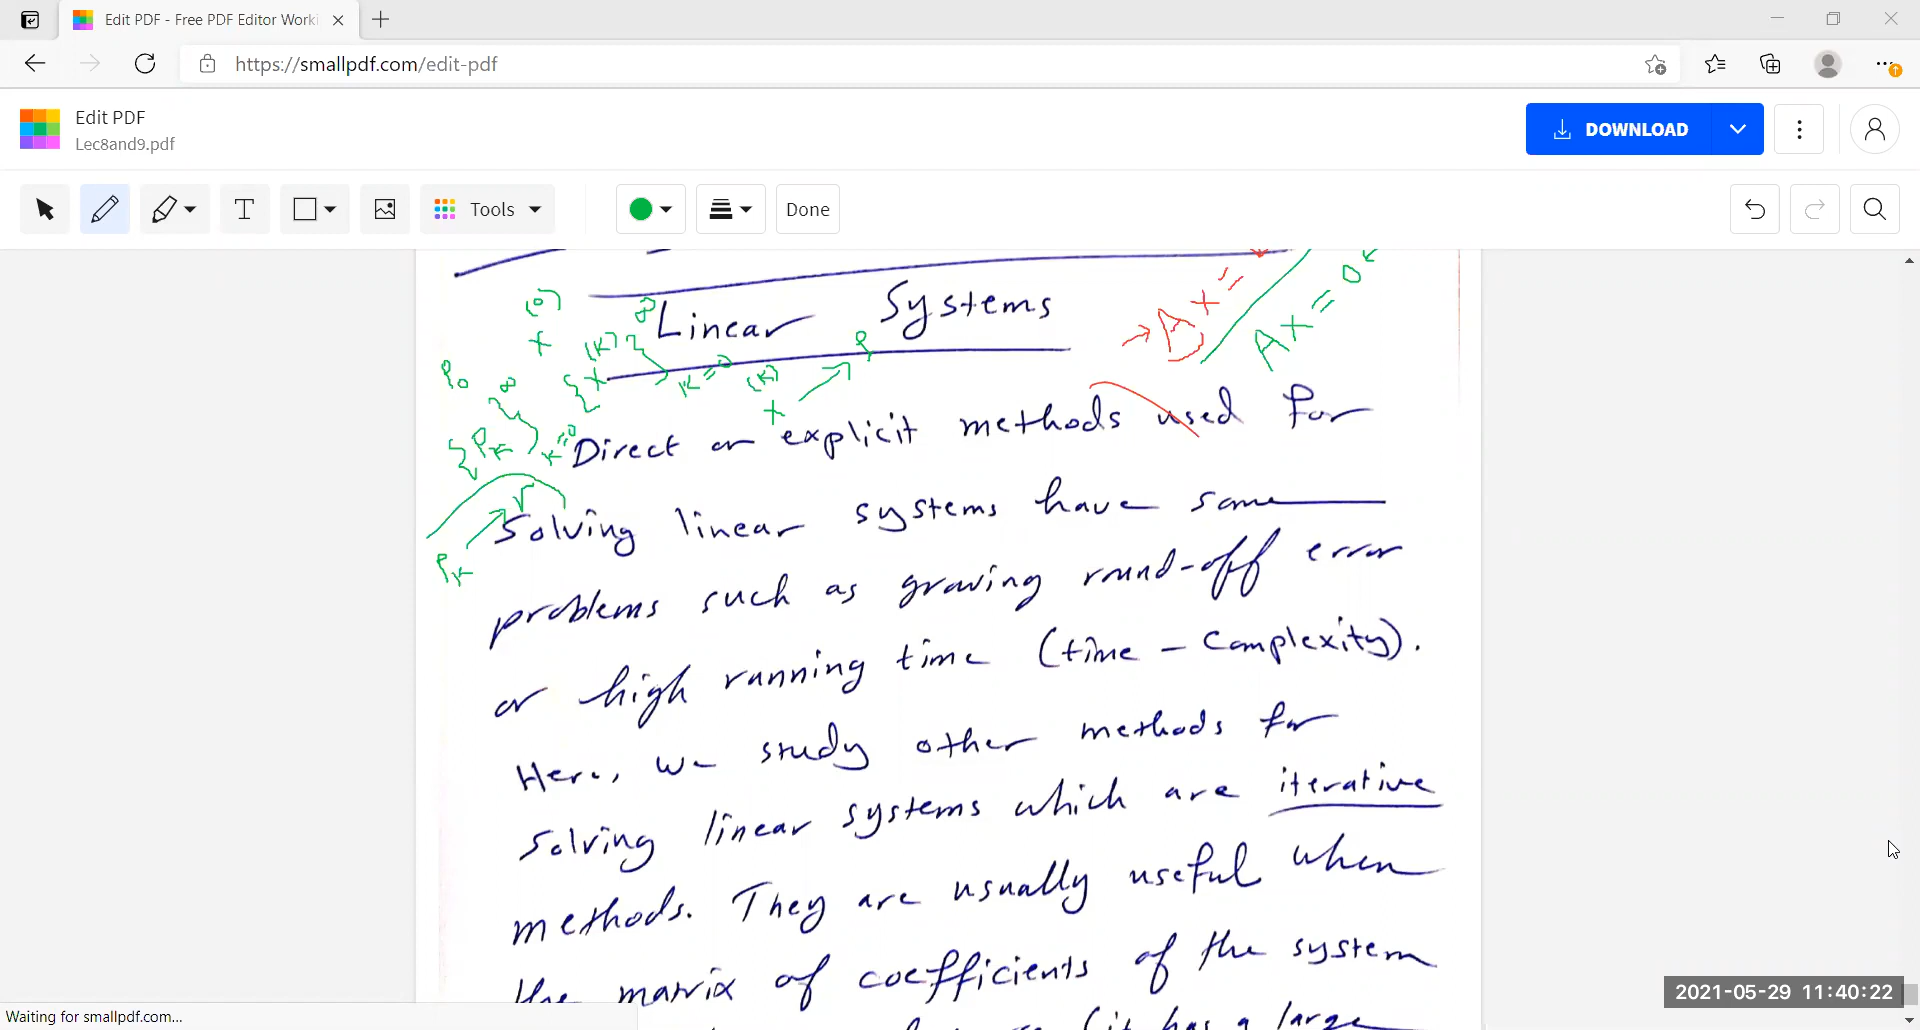 Edit PDF - Free PDF Editor Worki
https://smallpdf.com/edit-pdf
Edit PDF
Lec8and9.pdf
DOWNLOAD
T Tools Done
Linear Systems
Direct or explicit methods used for
Solving linear systems have some
problems such as growing round-off error
or high running time (time - Complexity).
Here, we study other methods for
Solving linear systems which are iterative
methods. They are usually useful when
the matrix of coefficients of the system
(it has a large
2021-05-29 11:40:22
Waiting for smallpdf.com...